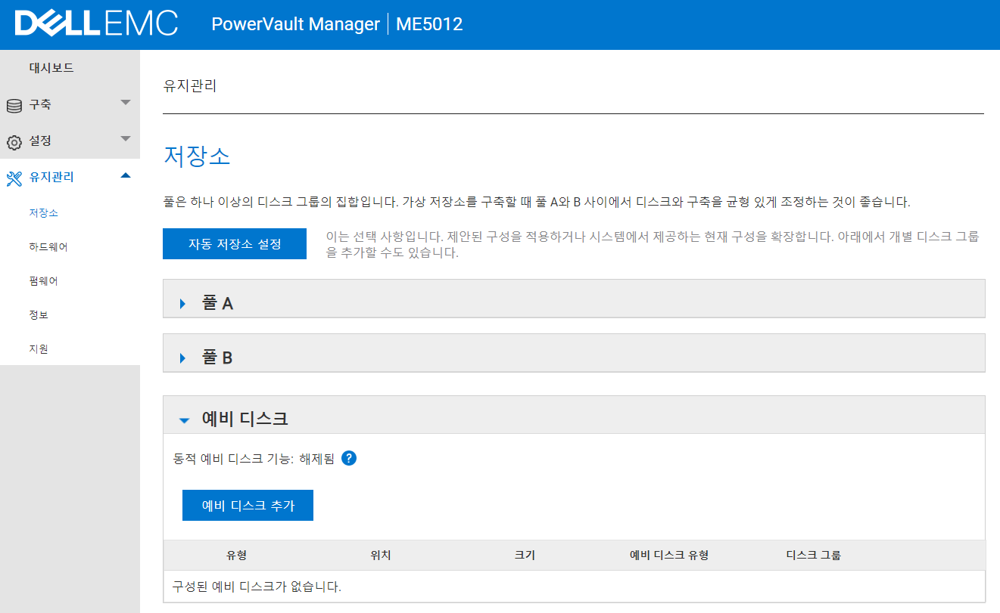 DELLEMC PowerVault Manager | ME5012
대시보드
구축
설정
유지관리
저장소
하드웨어
펌웨어
정보
지원
유지관리
저장소
풀은 하나 이상의 디스크 그룹의 집합입니다. 가상 저장소를 구축할 때 풀 A와 B 사이에서 디스크와 구축을 균형 있게 조정하는 것이 좋습니다.
자동 저장소 설정
이는 선택 사항입니다. 제안된 구성을 적용하거나 시스템에서 제공하는 현재 구성을 확장합니다. 아래에서 개별 디스크 그룹
을 추가할 수도 있습니다.
풀 A
풀 B
예비 디스크
동적 예비 디스크 기능: 해제됨 ?
예비 디스크 추가
유형 위치 크기 예비 디스크 유형 디스크 그룹
구성된 예비 디스크가 없습니다.